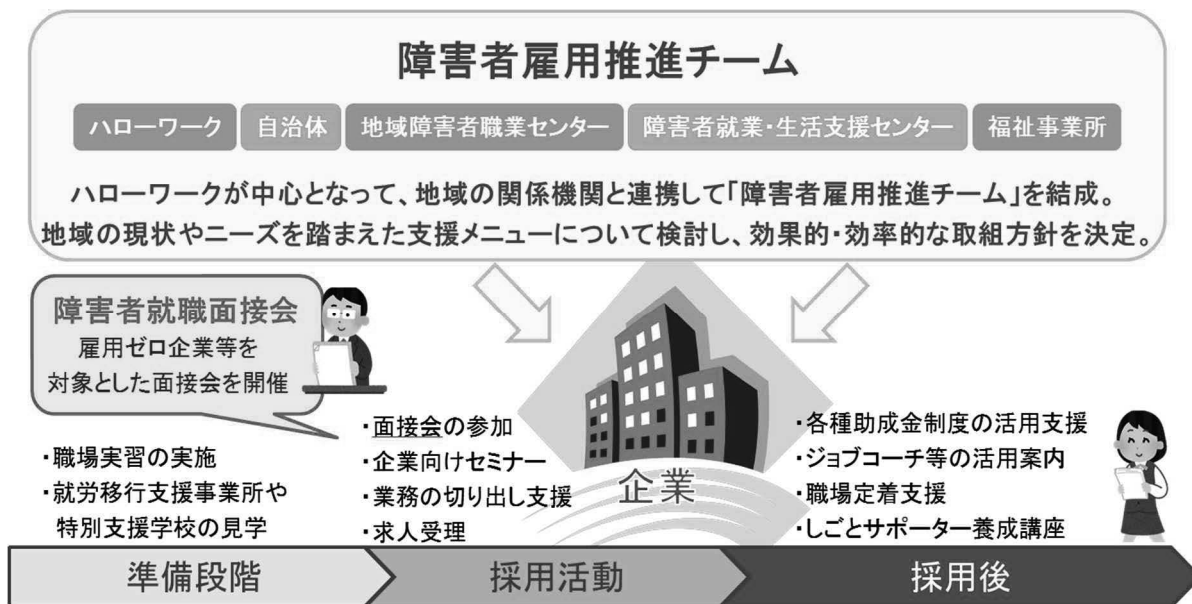 障害者雇用推進チーム
ハローワーク
自治体
地域障害者職業センター
障害者就業・生活支援センター
福祉事業所
ハローワークが中心となって、地域の関係機関と連携して「障害者雇用推進チーム」を結成。
地域の現状やニーズを踏まえた支援メニューについて検討し、効果的・効率的な取組方針を決定。
障害者就職面接会
雇用ゼロ企業等を
対象とした面接会を開催
・職場実習の実施
・就労移行支援事業所や
特別支援学校の見学
・面接会の参加
・企業向けセミナー
・業務の切り出し支援
・求人受理
企業
・各種助成金制度の活用支援
・ジョブコーチ等の活用案内
・職場定着支援
・しごとサポーター養成講座
準備段階
採用活動
採用後